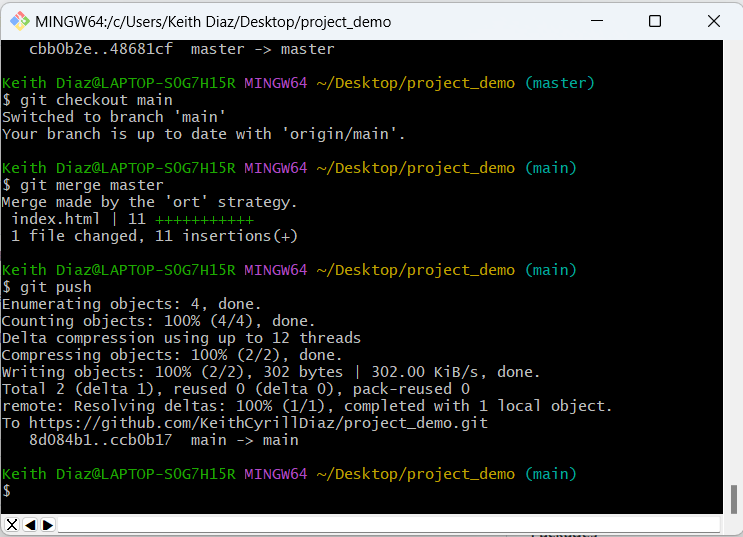 MINGW64:/c/Users/Keith Diaz/Desktop/project_demo
cbb0b2e..48681cf  master -> master
Keith Diaz@LAPTOP-SOG7H15R MINGW64 ~/Desktop/project_demo (master)
$ git checkout main
Switched to branch 'main'
Your branch is up to date with 'origin/main'.
Keith Diaz@LAPTOP-SOG7H15R MINGW64 ~/Desktop/project_demo (main)
$ git merge master
Merge made by the 'ort' strategy.
index.html | 11 +++++++++++
1 file changed, 11 insertions(+)
Keith Diaz@LAPTOP-SOG7H15R MINGW64 ~/Desktop/project_demo (main)
$ git push
Enumerating objects: 4, done.
Counting objects: 100% (4/4), done.
Delta compression using up to 12 threads
Compressing objects: 100% (2/2), done.
Writing objects: 100% (2/2), 302 bytes | 302.00 KiB/s, done.
Total 2 (delta 1), reused 0 (delta 0), pack-reused 0
remote: Resolving deltas: 100% (1/1), completed with 1 local object.
To https://github.com/KeithCyrillDiaz/project_demo.git
8d084b1..ccb0b17  main -> main
Keith Diaz@LAPTOP-SOG7H15R MINGW64 ~/Desktop/project_demo (main)
$